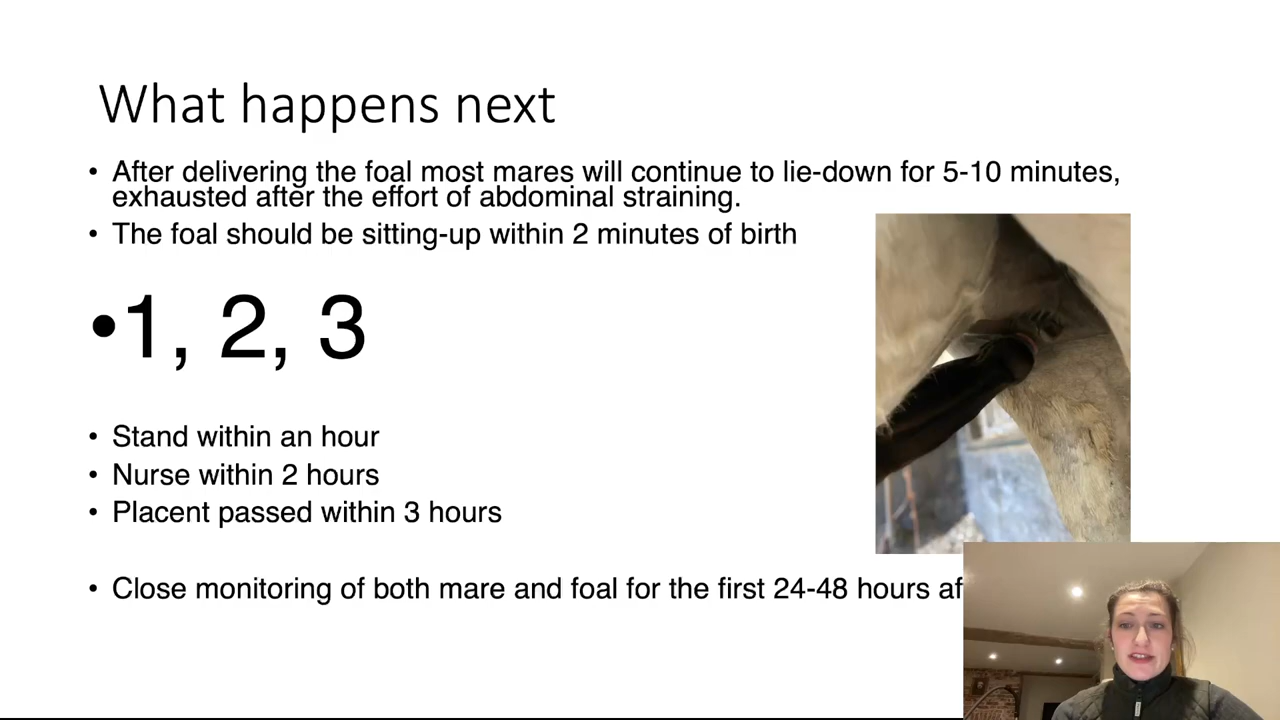 What happens next
• After delivering the foal most mares will continue to lie-down for 5-10 minutes,
exhausted after the effort of abdominal straining.
• The foal should be sitting-up within 2 minutes of birth
•1, 2, 3
• Stand within an hour
• Nurse within 2 hours
• Placent passed within 3 hours
• Close monitoring of both mare and foal for the first 24-48 hours af